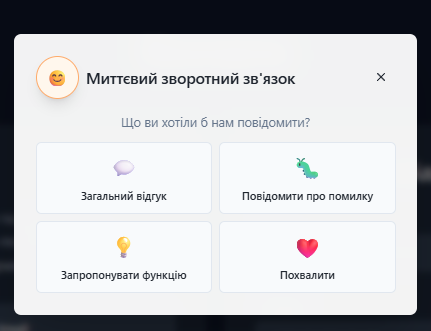 Миттєвий зворотний зв'язок
Що ви хотіли б нам повідомити?
Загальний відгук
Повідомити про помилку
Запропонувати функцію
Похвалити